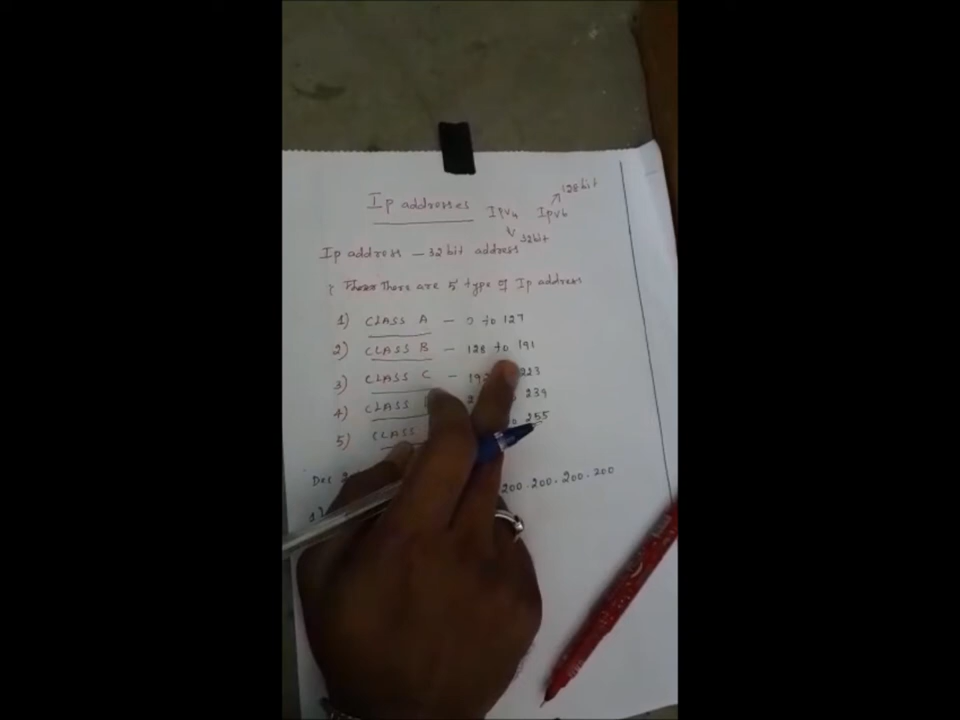 Ip addresses Ipv4 Ipv6
128 bit
32 bit
Ip address - 32 bit address
There are 5 type of Ip address
1) CLASS A - 0 to 127
2) CLASS B - 128 to 191
3) CLASS C - 192 223
4) CLASS 239
5) CLASS 255
Dec 200.200.200.200